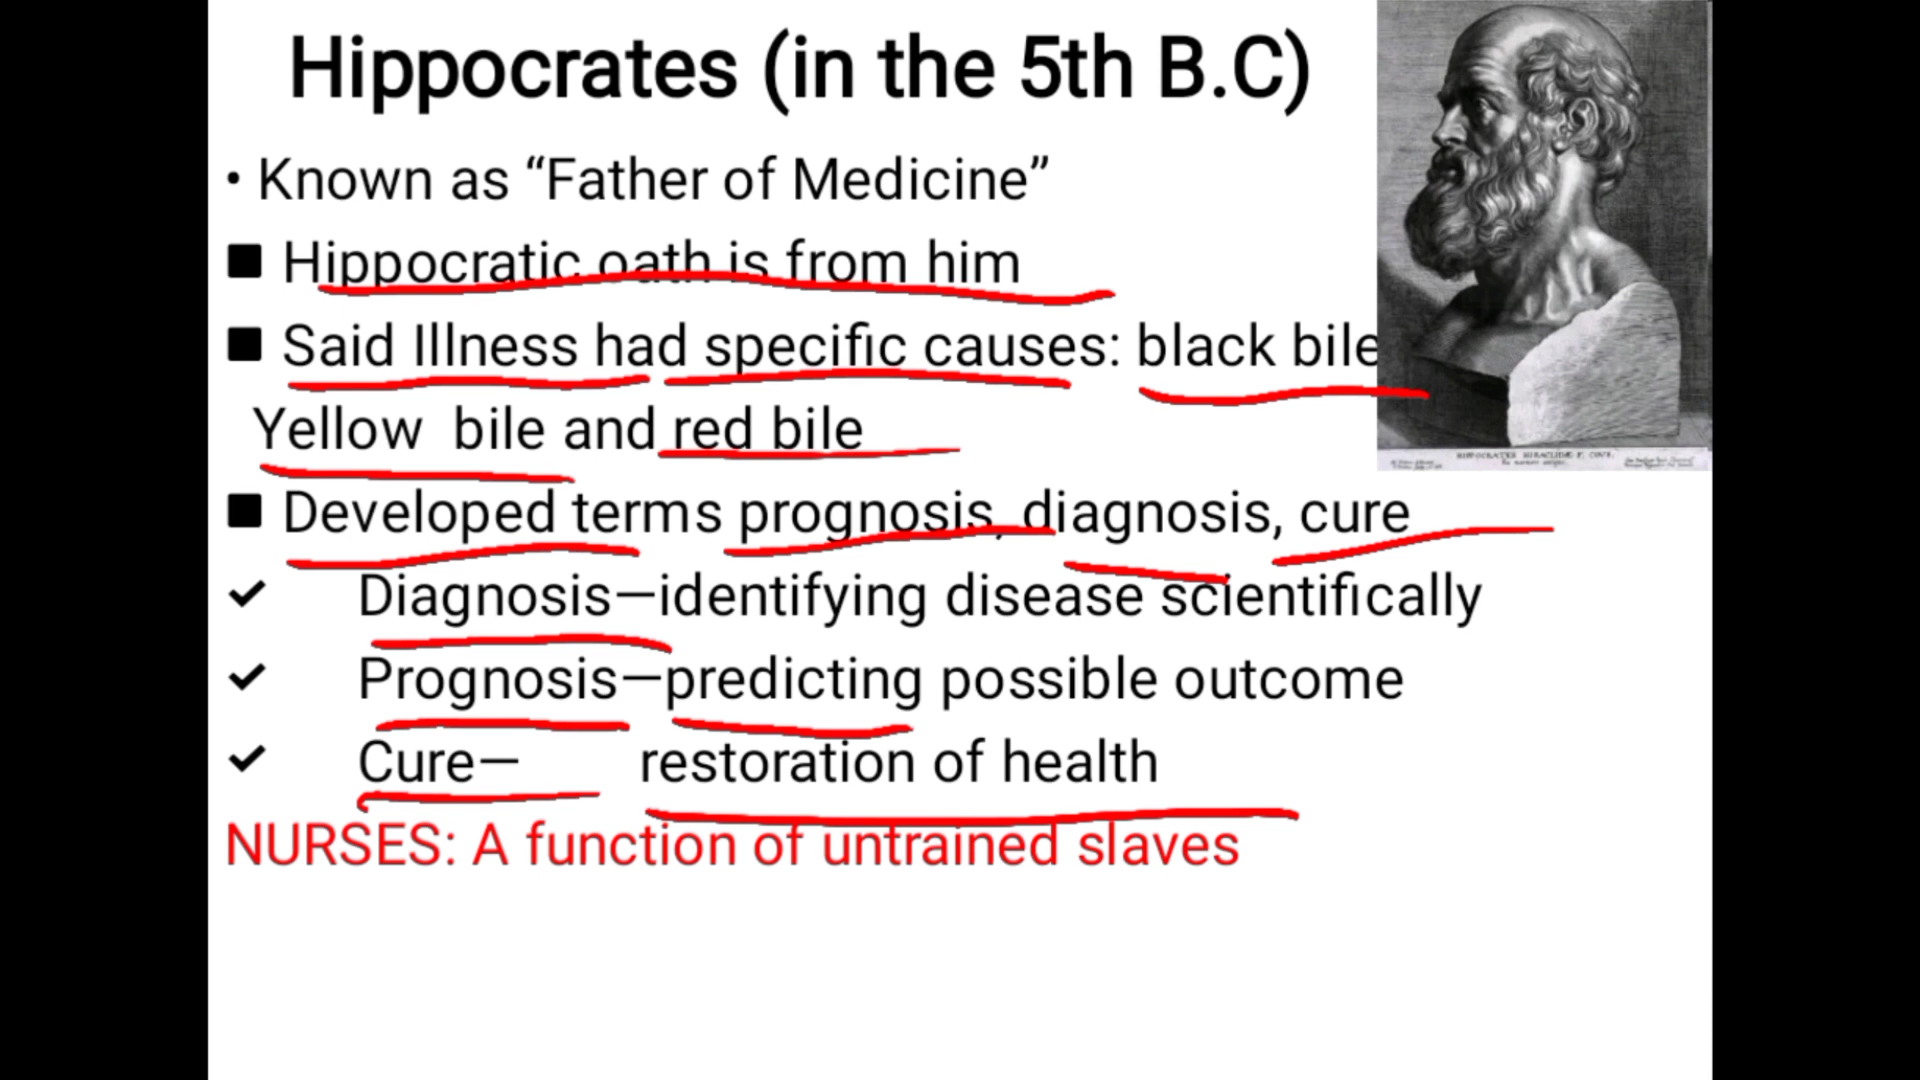 Hippocrates (in the 5th B.C)
• Known as “Father of Medicine”
■ Hippocratic oath is from him
■ Said Illness had specific causes: black bile
Yellow bile and red bile
■ Developed terms prognosis, diagnosis, cure
✔ Diagnosis—identifying disease scientifically
✔ Prognosis—predicting possible outcome
✔ Cure— restoration of health
NURSES: A function of untrained slaves